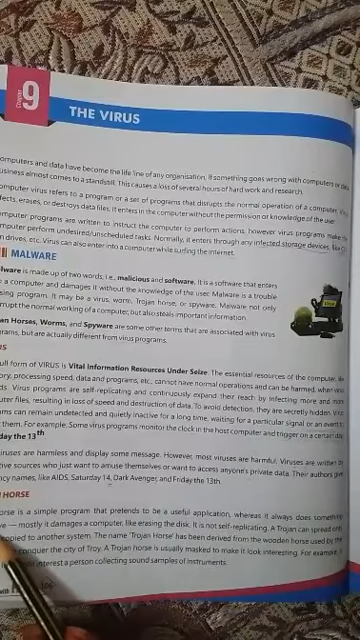 Chapter 9
THE VIRUS
omputers and data have become the life line of any organisation. If something goes wrong with computers or data
usiness almost comes to a standstill. This causes a loss of several hours of hard work and research.
omputer virus refers to a program or a set of programs that disrupts the normal operation of a computer.
fects, erases, or destroys data files. It enters in the computer without the permission or knowledge of the user.
mputer programs are written to instruct the computer to perform actions, however virus programs make the
mputer perform undesired/unscheduled tasks. Normally, it enters through any infected storage devices, like
n drives, etc. Virus can also enter into a computer while surfing the internet.
MALWARE
lware is made up of two words, i.e., malicious and software. It is a software that enters
a computer and damages it without the knowledge of the user. Malware is a trouble
sing program. It may be a virus, worm, Trojan horse, or spyware. Malware not only
rrupt the normal working of a computer, but also steals important information.
an Horses, Worms, and Spyware are some other terms that are associated with virus
rams, but are actually different from virus programs.
US
ull form of VIRUS is Vital Information Resources Under Seize. The essential resources of the computer, like
ory, processing speed, data and programs, etc., cannot have normal operations and can be harmed, when virus
ds. Virus programs are self-replicating and continuously expand their reach by infecting more and more
uter files, resulting in loss of speed and destruction of data. To avoid detection, they are secretly hidden. Virus
ams can remain undetected and quietly inactive for a long time, waiting for a particular signal or an event to
them. For example: Some virus programs monitor the clock in the host computer and trigger on a certain day
day the 13th
viruses are harmless and display some message. However, most viruses are harmful. Viruses are written by
tive sources who just want to amuse themselves or want to access anyone's private data. Their authors give
ncy names, like AIDS, Saturday 14, Dark Avenger, and Friday the 13th.
HORSE
orse is a simple program that pretends to be a useful application, whereas it always does something
ve — mostly it damages a computer, like erasing the disk. It is not self-replicating. A Trojan can spread only
copied to another system. The name 'Trojan Horse' has been derived from the wooden horse used by the
conquer the city of Troy. A Trojan horse is usually masked to make it look interesting. For example, it
interest a person collecting sound samples of instruments.
106